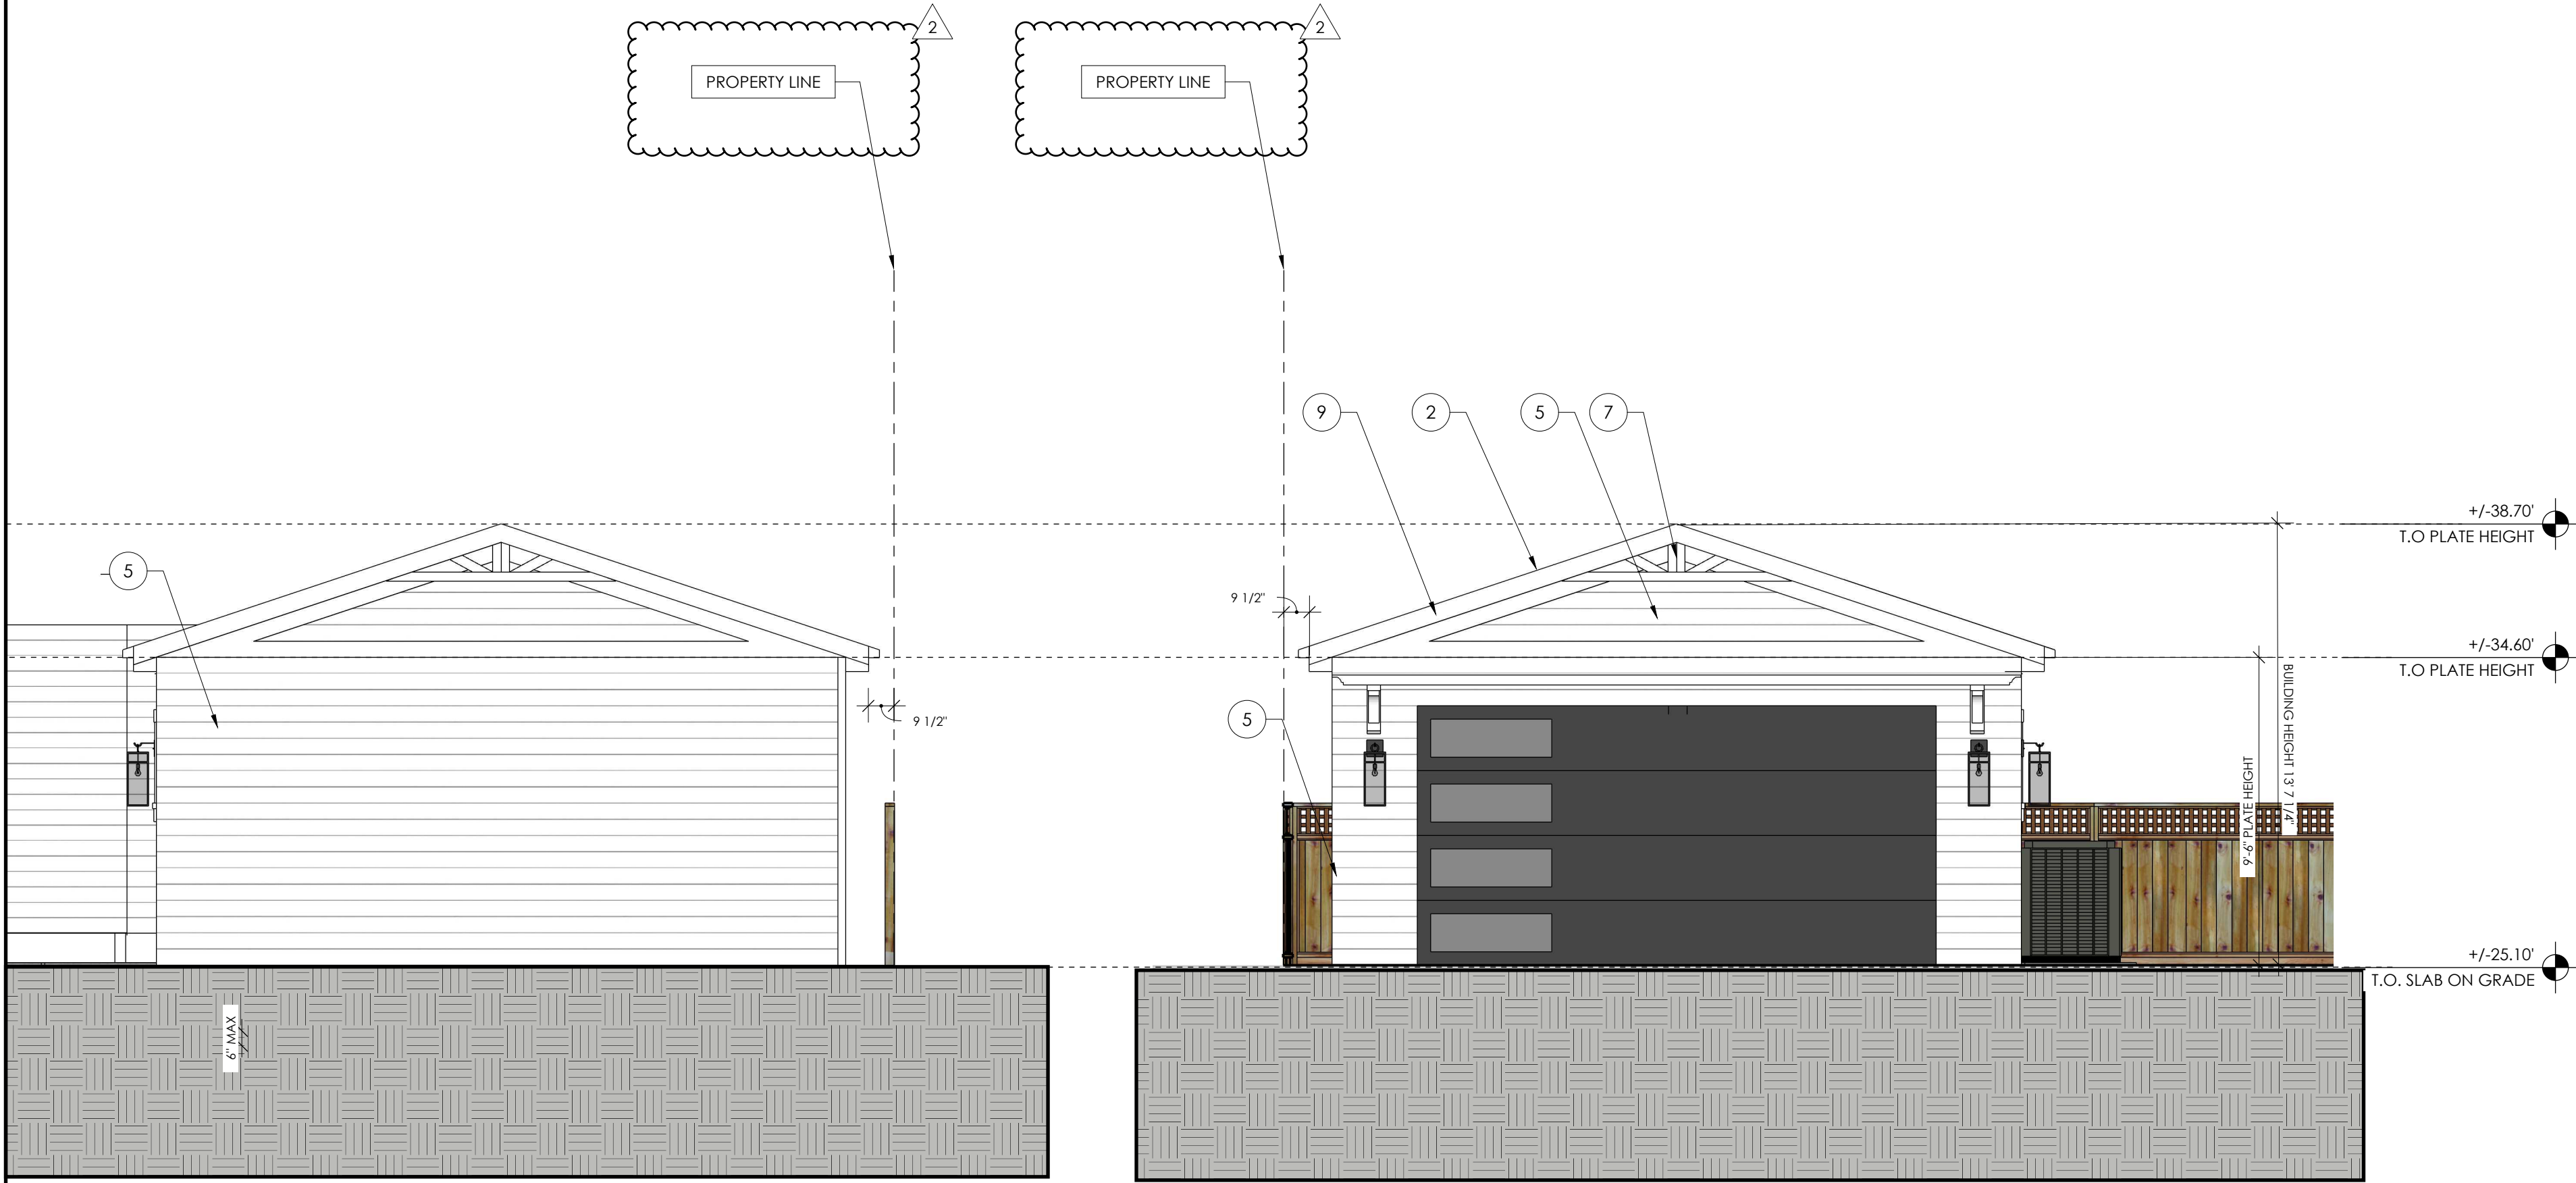 2
2
PROPERTY LINE
PROPERTY LINE
9
2
5
7
+/-38.70'
T.O PLATE HEIGHT
5
9 1/2"
+/-34.60'
T.O PLATE HEIGHT
9 1/2"
5
BUILDING HEIGHT 13' 7 1/4"
9'-6" PLATE HEIGHT
+/-25.10'
T.O. SLAB ON GRADE
6" MAX